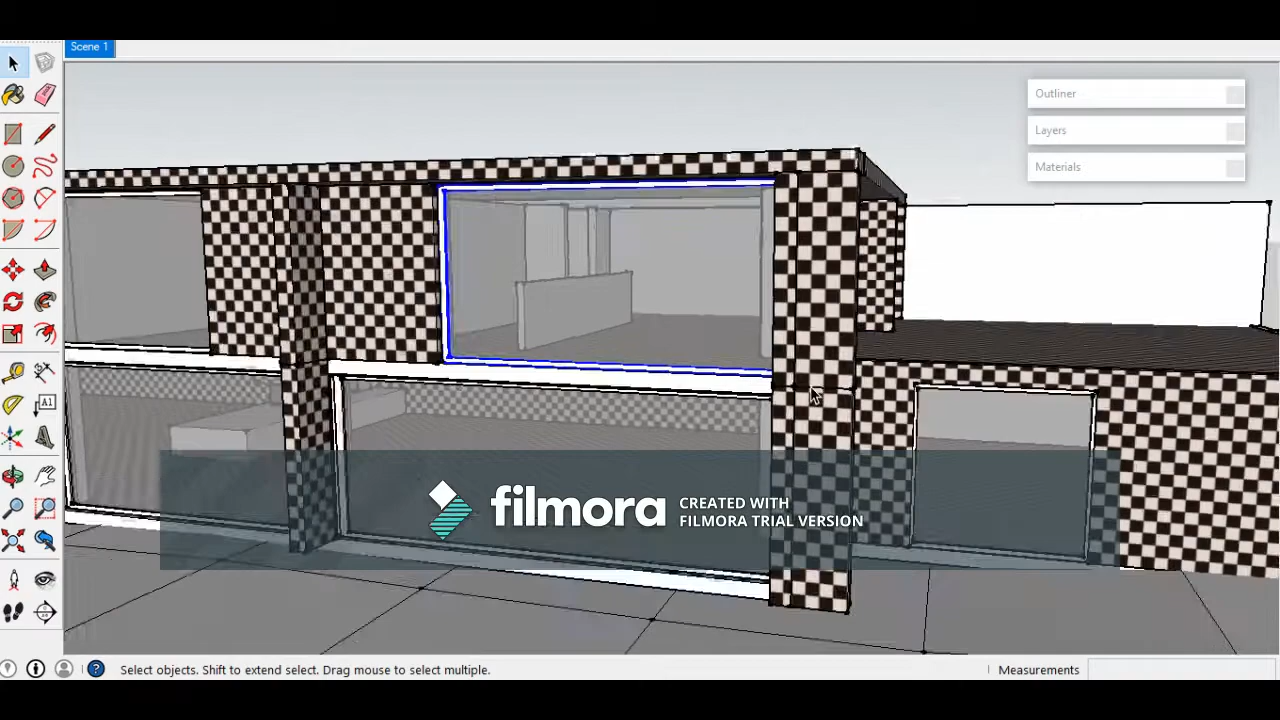 Scene 1
Outliner
Layers
Materials
A1
filmora
CREATED WITH
FILMORA TRIAL VERSION
Select objects. Shift to extend select. Drag mouse to select multiple.
Measurements